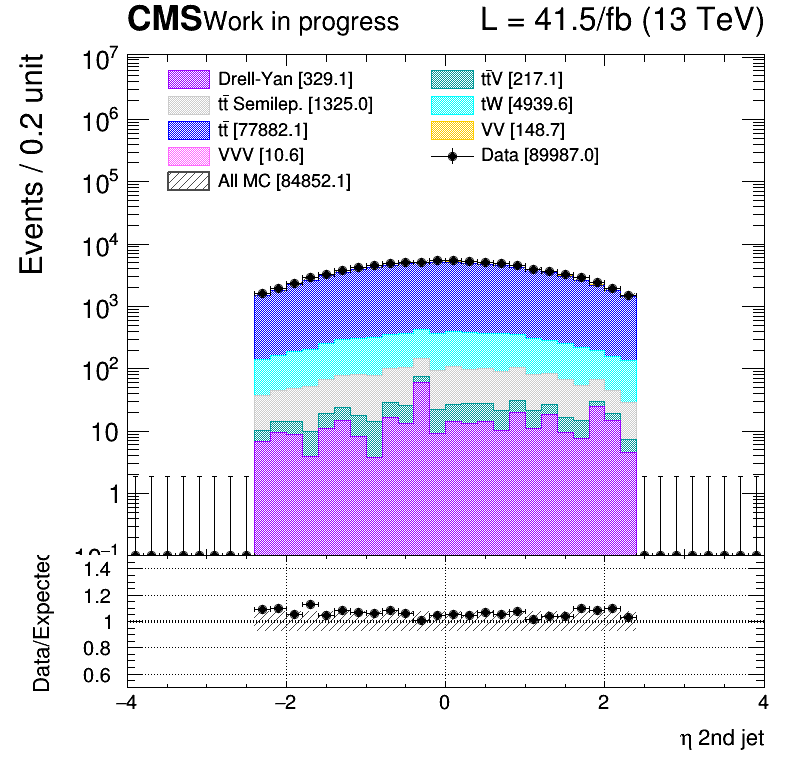 CMS Work in progress L = 41.5/fb (13 TeV)
Events / 0.2 unit
10⁷
10⁶
10⁵
10⁴
10³
10²
10
1
10⁻¹
Drell-Yan [329.1]
tt̄ Semilep. [1325.0]
tt̄ [77882.1]
VVV [10.6]
All MC [84852.1]
tt̄V [217.1]
tW [4939.6]
VV [148.7]
Data [89987.0]
Data/Expected
1.4
1.2
1
0.8
0.6
−4 −2 0 2 4
η 2nd jet